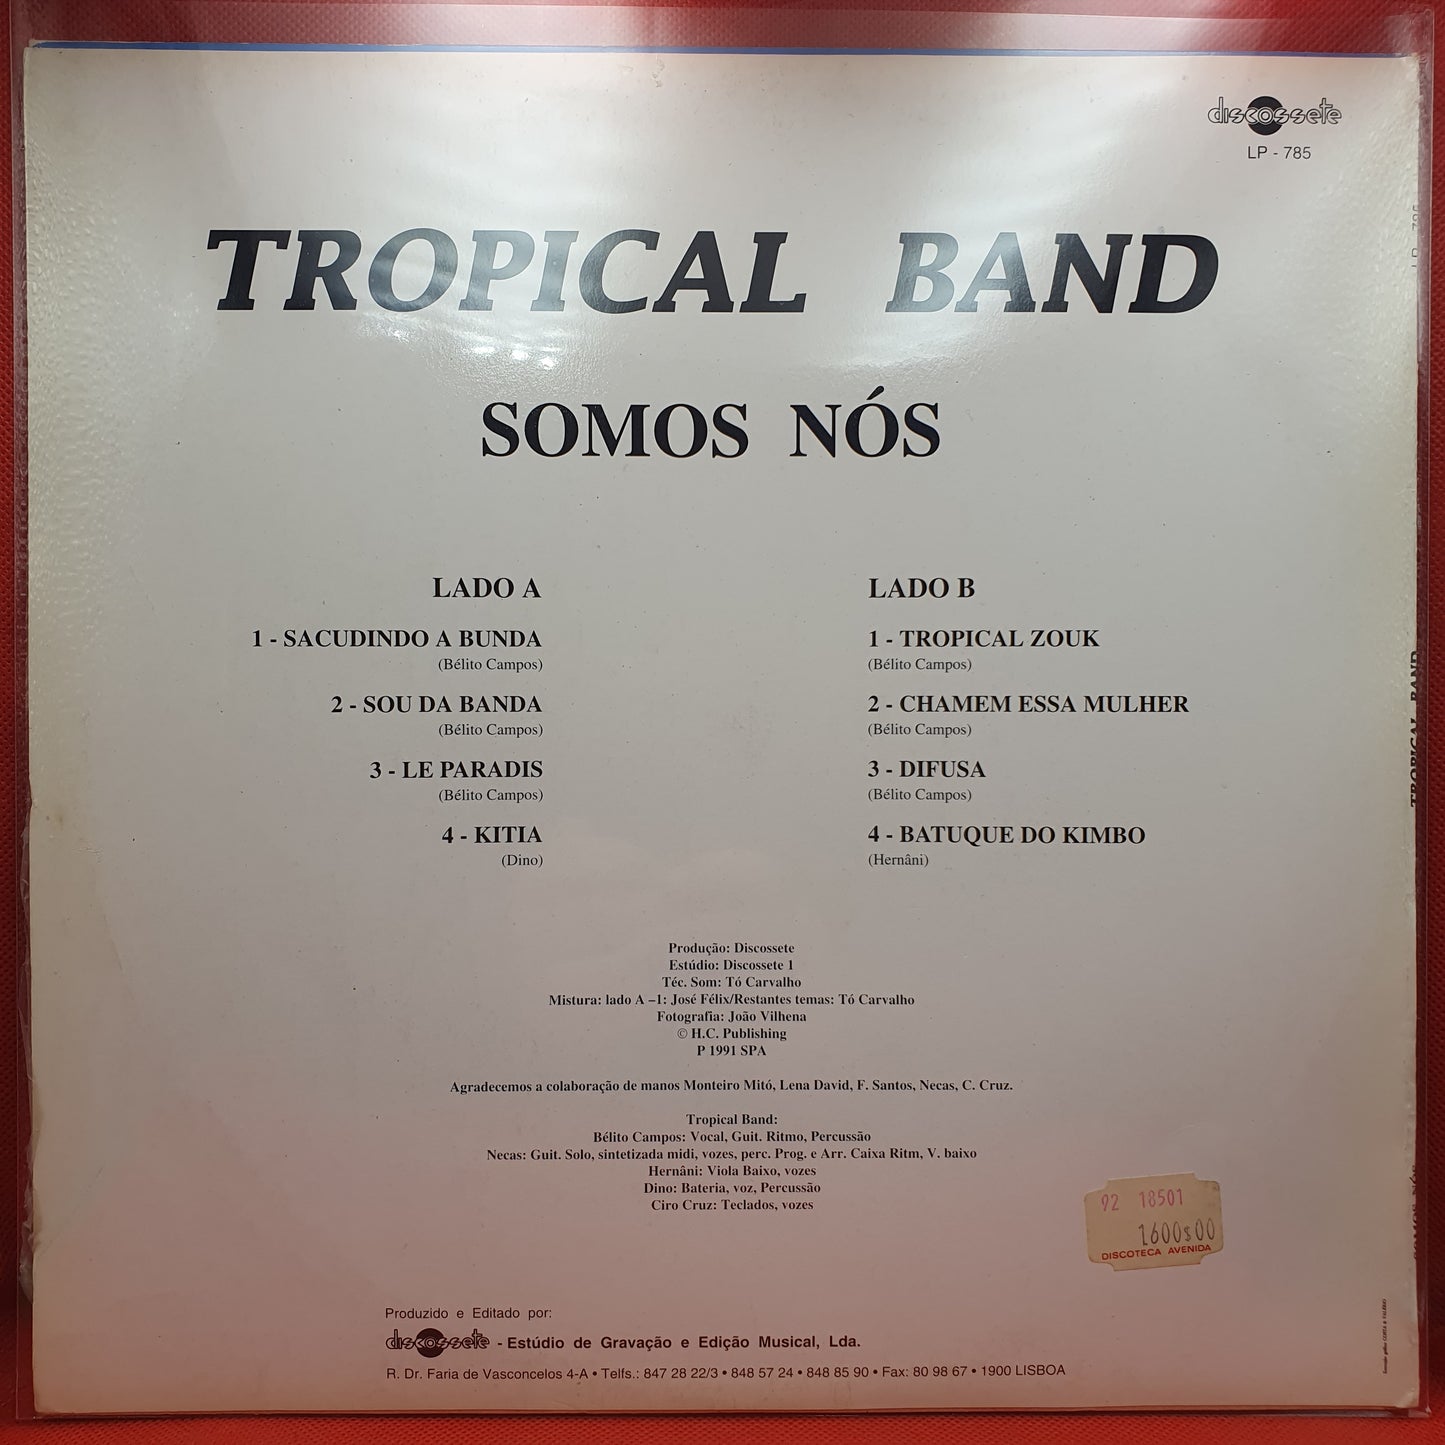 discossete
LP - 785
TROPICAL BAND
SOMOS NÓS
LADO A
1 - SACUDINDO A BUNDA
(Bélito Campos)
2 - SOU DA BANDA
(Bélito Campos)
3 - LE PARADIS
(Bélito Campos)
4 - KITIA
(Dino)
LADO B
1 - TROPICAL ZOUK
(Bélito Campos)
2 - CHAMEM ESSA MULHER
(Bélito Campos)
3 - DIFUSA
(Bélito Campos)
4 - BATUQUE DO KIMBO
(Hernâni)
Produção: Discossete
Estúdio: Discossete 1
Téc. Som: Tó Carvalho
Mistura: lado A –1: José Félix/Restantes temas: Tó Carvalho
Fotografia: João Vilhena
© H.C. Publishing
P 1991 SPA
Agradecemos a colaboração de manos Monteiro Mitó, Lena David, F. Santos, Necas, C. Cruz.
Tropical Band:
Bélito Campos: Vocal, Guit. Ritmo, Percussão
Necas: Guit. Solo, sintetizada midi, vozes, perc. Prog. e Arr. Caixa Ritm, V. baixo
Hernâni: Viola Baixo, vozes
Dino: Bateria, voz, Percussão
Ciro Cruz: Teclados, vozes
92 18501
1600$00
DISCOTECA AVENIDA
Produzido e Editado por:
discossete - Estúdio de Gravação e Edição Musical, Lda.
R. Dr. Faria de Vasconcelos 4-A • Telfs.: 847 28 22/3 • 848 57 24 • 848 85 90 • Fax: 80 98 67 • 1900 LISBOA
LP - 785
TROPICAL BAND
SOMOS NÓS